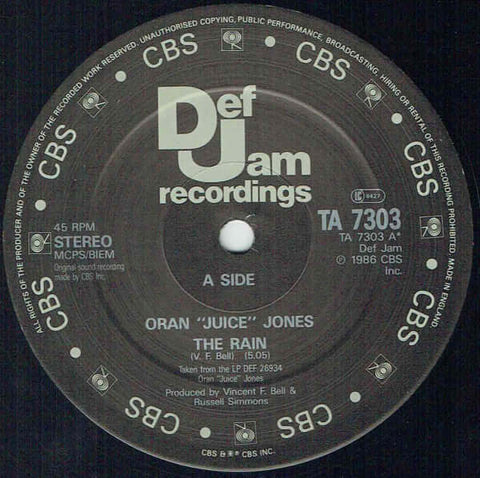 ALL RIGHTS OF THE PRODUCER AND OF THE OWNER OF THE RECORDED WORK RESERVED. UNAUTHORISED COPYING, PUBLIC PERFORMANCE, BROADCASTING, HIRING OR RENTAL OF THIS RECORDING PROHIBITED. MADE IN ENGLAND.
CBS
CBS
CBS
CBS
CBS
CBS
CBS
CBS
Def
Jam
recordings
8427
45 RPM
STEREO
MCPS/BIEM
Original sound recording
made by CBS Inc.
TA 7303
TA 7303 A*
Def Jam
℗ 1986 CBS
Inc.
A SIDE
ORAN "JUICE" JONES
THE RAIN
(V. F. Bell) (5.05)
Taken from the LP DEF 26934
Oran "Juice" Jones
Produced by Vincent F. Bell &
Russell Simmons
CBS & ® CBS INC.